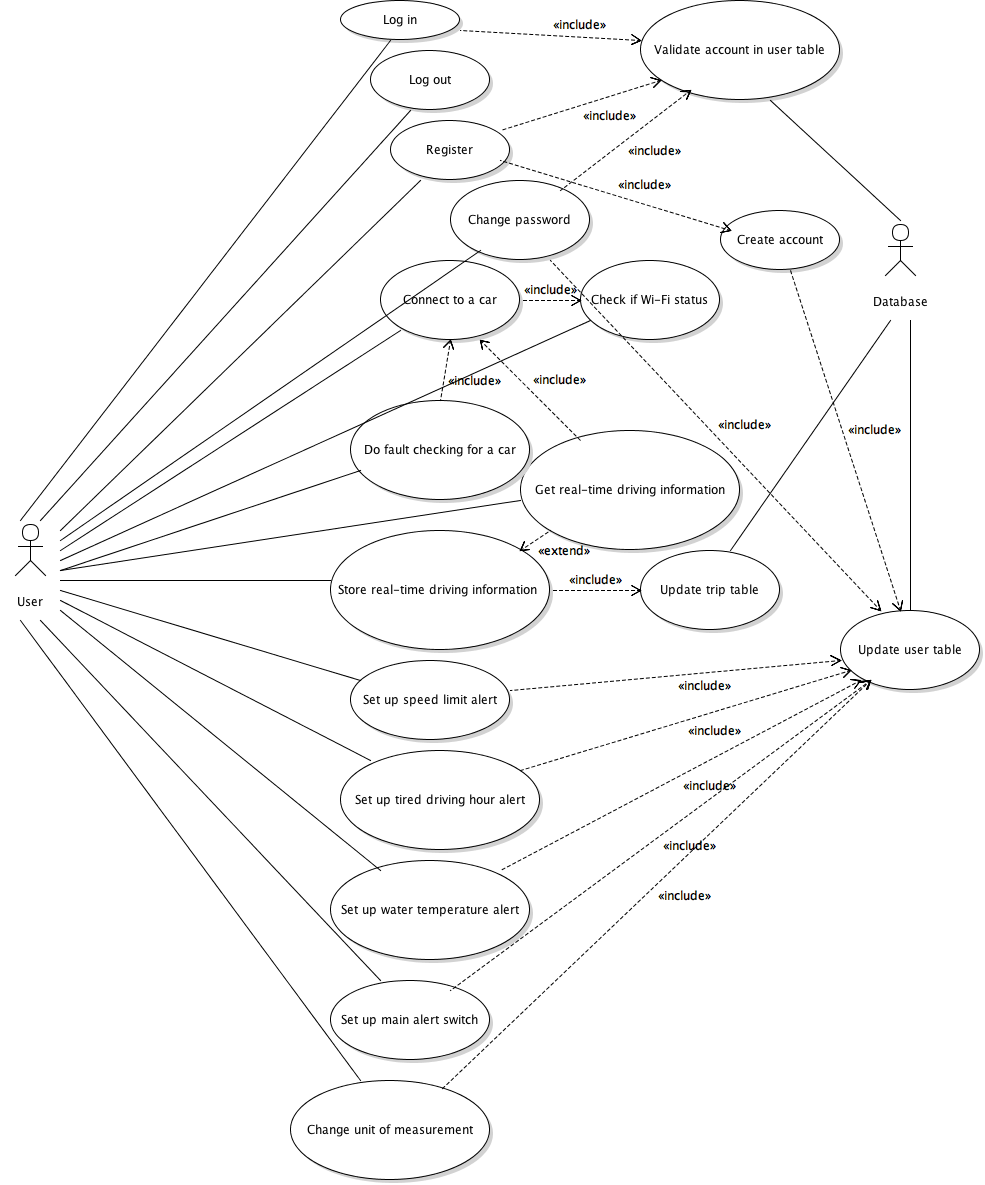 Log in
«include»
Validate account in user table
Log out
«include»
Register
«include»
«include»
Change password
Create account
«include»
Connect to a car
Check if Wi-Fi status
Database
«include»
«include»
«include»
«include»
Do fault checking for a car
Get real-time driving information
«extend»
«include»
Store real-time driving information
Update trip table
User
Update user table
«include»
Set up speed limit alert
«include»
Set up tired driving hour alert
«include»
«include»
«include»
Set up water temperature alert
Set up main alert switch
Change unit of measurement